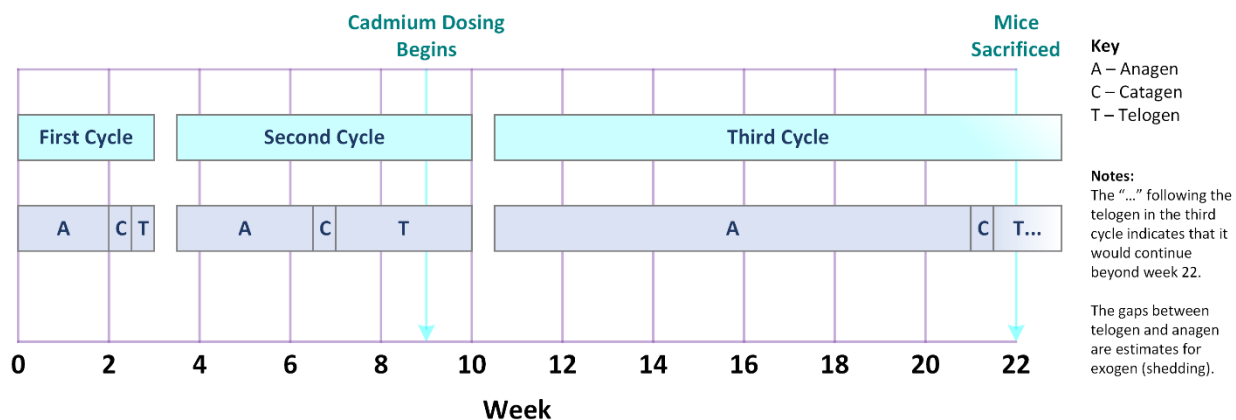 Cadmium Dosing
Begins
Mice
Sacrificed
Key
A – Anagen
C – Catagen
T – Telogen
First Cycle
Second Cycle
Third Cycle
A
C
T
A
C
T
A
C
T...
Notes:
The “...” following the
telogen in the third
cycle indicates that it
would continue
beyond week 22.
The gaps between
telogen and anagen
are estimates for
exogen (shedding).
0 2 4 6 8 10 12 14 16 18 20 22
Week